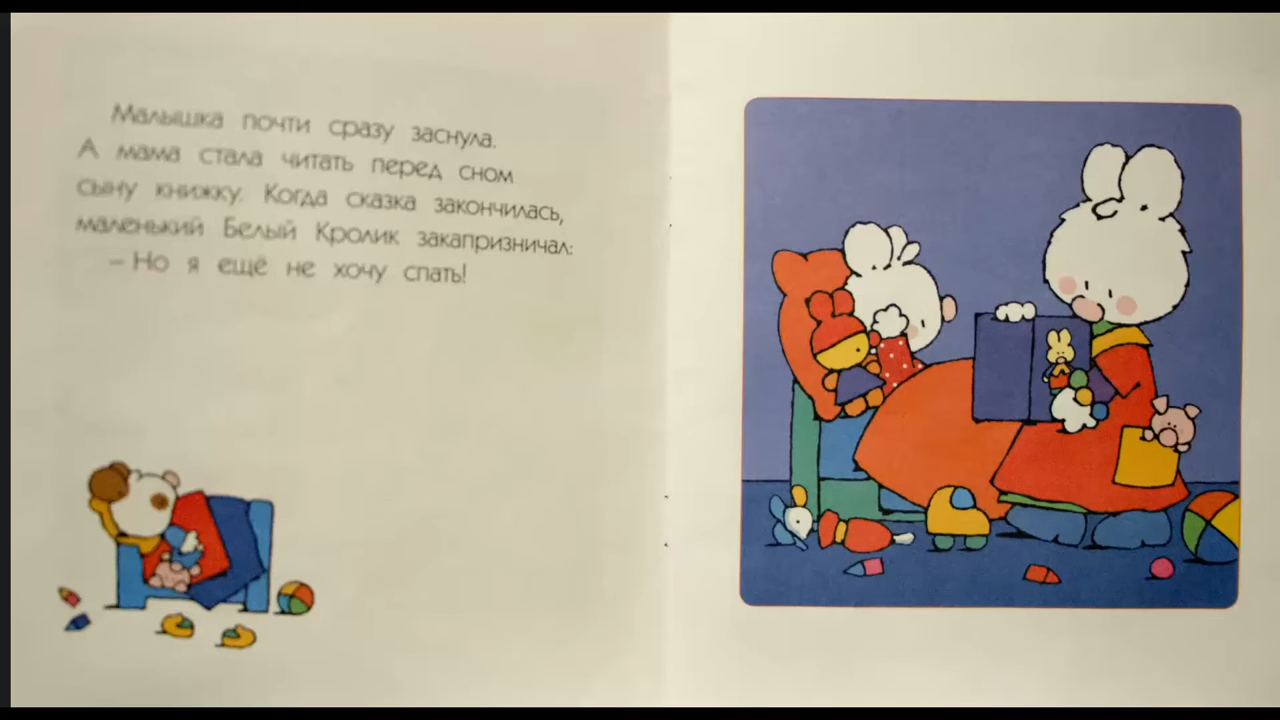 Малышка почти сразу заснула.
А мама стала читать перед сном
сыну книжку. Когда сказка закончилась,
маленький Белый Кролик закапризничал:
– Но я ещё не хочу спать!